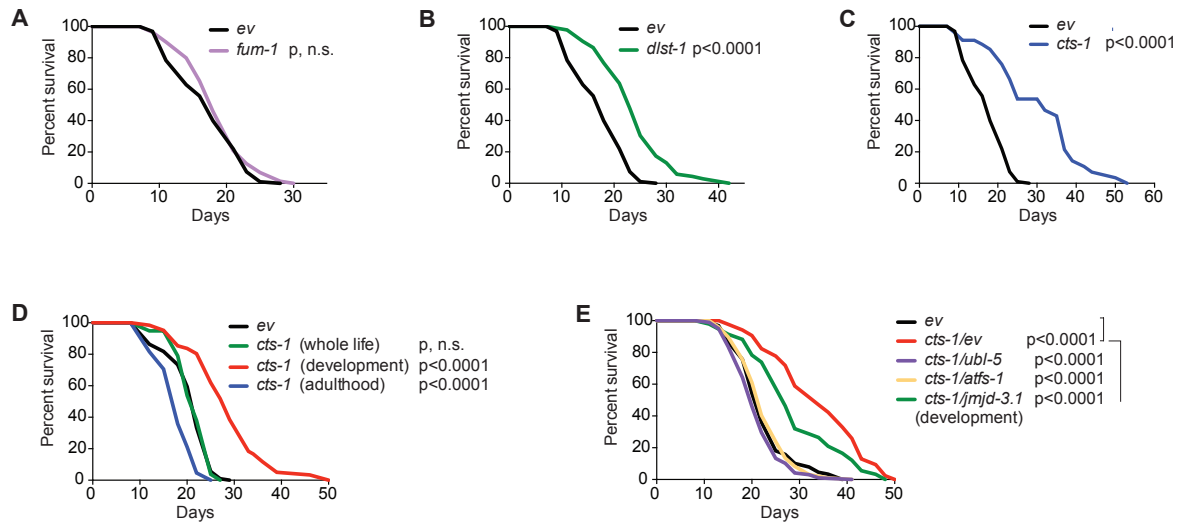 A
100
80
60
40
20
0
Percent survival
0 10 20 30
Days
ev
fum-1 p, n.s.
B
100
80
60
40
20
0
Percent survival
0 10 20 30 40
Days
ev
dlst-1 p<0.0001
C
100
80
60
40
20
0
Percent survival
0 10 20 30 40 50 60
Days
ev
cts-1 p<0.0001
D
100
80
60
40
20
0
Percent survival
0 10 20 30 40 50
Days
ev
cts-1 (whole life) p, n.s.
cts-1 (development) p<0.0001
cts-1 (adulthood) p<0.0001
E
100
80
60
40
20
0
Percent survival
0 10 20 30 40 50
Days
ev
cts-1/ev p<0.0001
cts-1/ubl-5 p<0.0001
cts-1/atfs-1 p<0.0001
cts-1/jmjd-3.1 p<0.0001
(development)